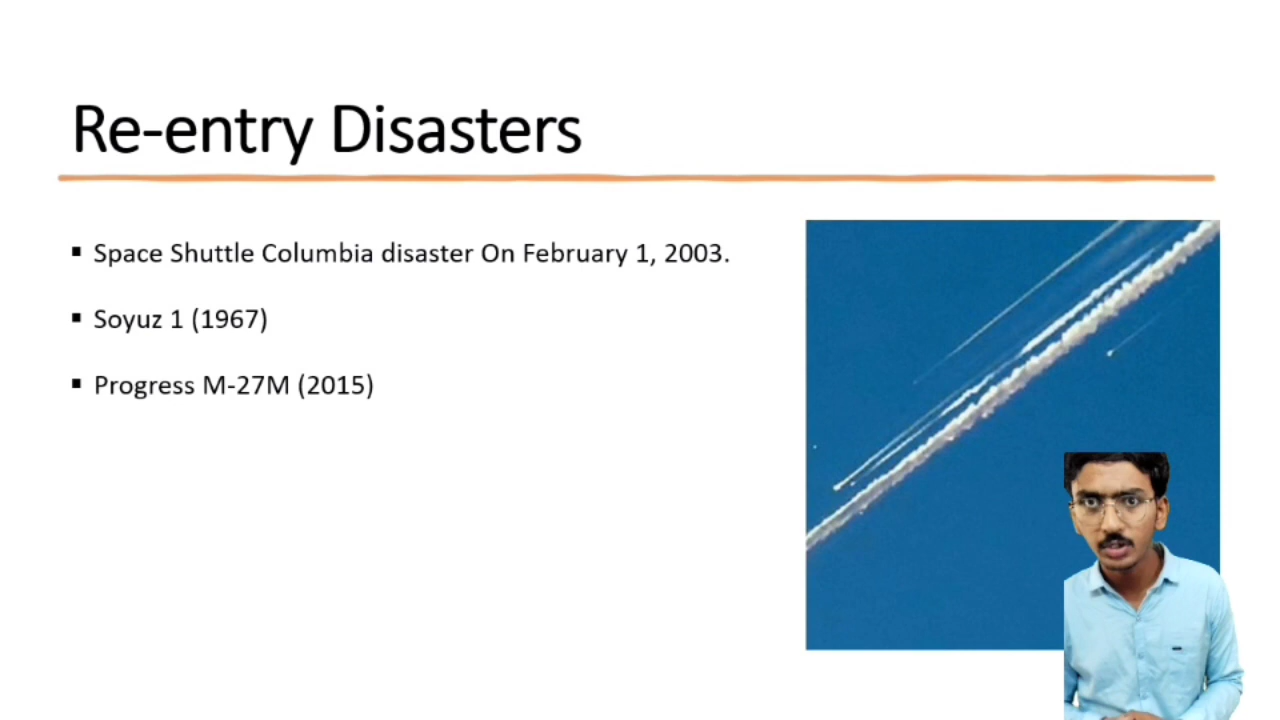 Re-entry Disasters
▪ Space Shuttle Columbia disaster On February 1, 2003.
▪ Soyuz 1 (1967)
▪ Progress M-27M (2015)